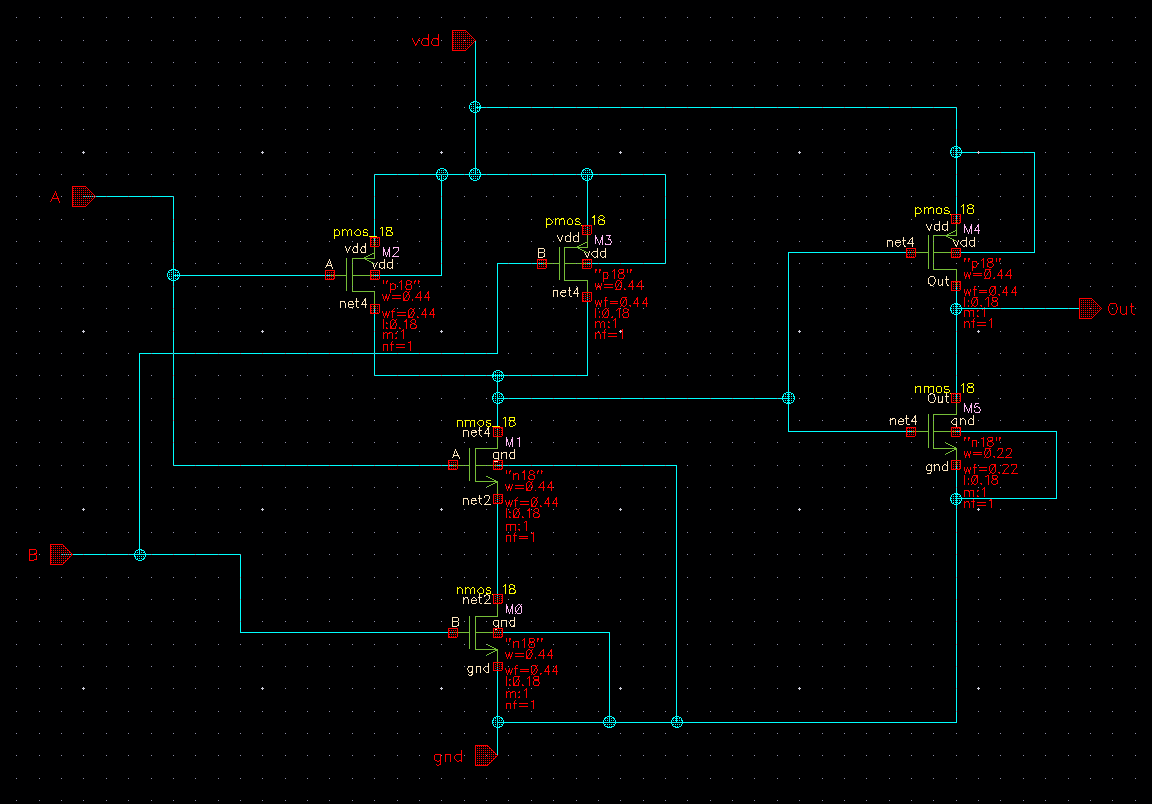 vdd
A
pmos_18
vdd
M2
A
vdd
"p18"
w=0.44
net4
wf=0.44
l:0.18
m:1
nf=1
pmos_18
vdd
M3
B
vdd
"p18"
w=0.44
net4
wf=0.44
l:0.18
m:1
nf=1
pmos_18
vdd
M4
net4
vdd
"p18"
w=0.44
Out
wf=0.44
l:0.18
m:1
nf=1
Out
nmos_18
net4
M1
A
gnd
"n18"
w=0.44
net2
wf=0.44
l:0.18
m:1
nf=1
nmos_18
Out
M5
net4
gnd
"n18"
w=0.22
gnd
wf=0.22
l:0.18
m:1
nf=1
B
nmos_18
net2
M0
B
gnd
"n18"
w=0.44
gnd
wf=0.44
l:0.18
m:1
nf=1
gnd